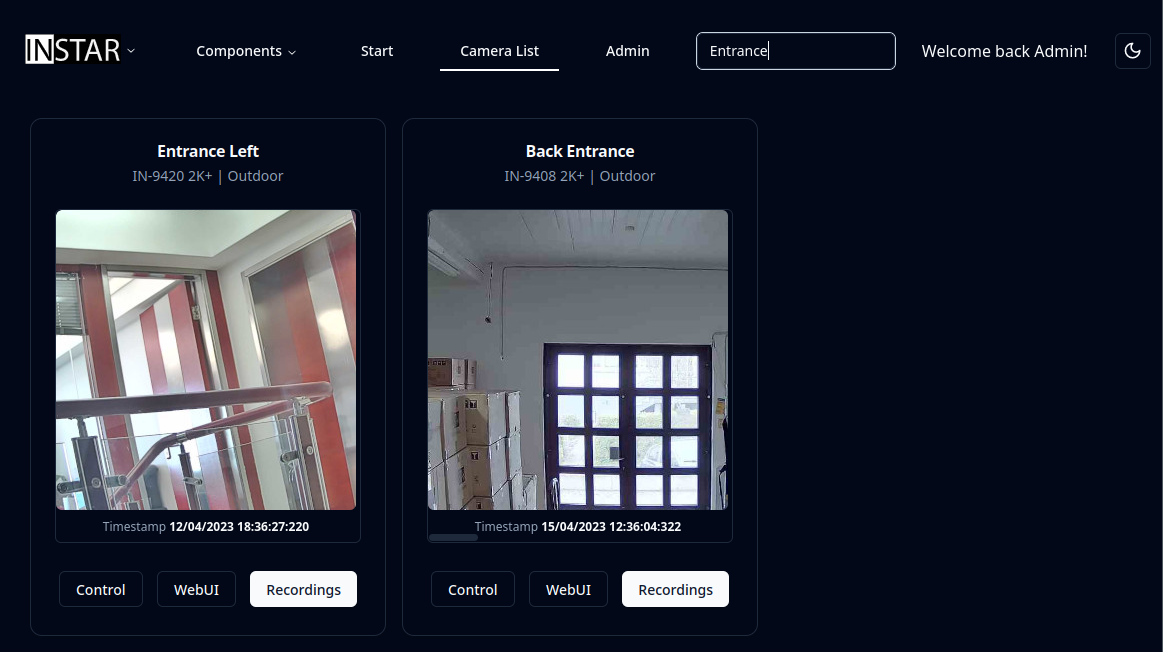 INSTAR
Components
Start
Camera List
Admin
Entrance
Welcome back Admin!
Entrance Left
IN-9420 2K+ | Outdoor
Timestamp 12/04/2023 18:36:27:220
Control
WebUI
Recordings
Back Entrance
IN-9408 2K+ | Outdoor
Timestamp 15/04/2023 12:36:04:322
Control
WebUI
Recordings